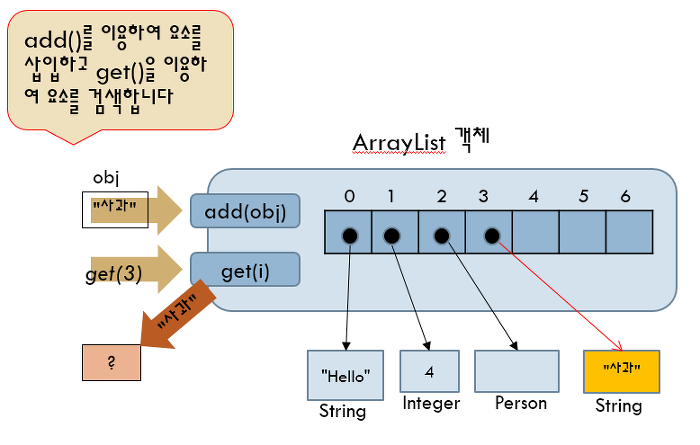 add()를 이용하여 요소를
삽입하고 get()을 이용하
여 요소를 검색합니다
ArrayList 객체
obj
"사과"
add(obj)
0 1 2 3 4 5 6
get(3)
get(i)
"사과"
?
"Hello"
4
"사과"
String
Integer
Person
String